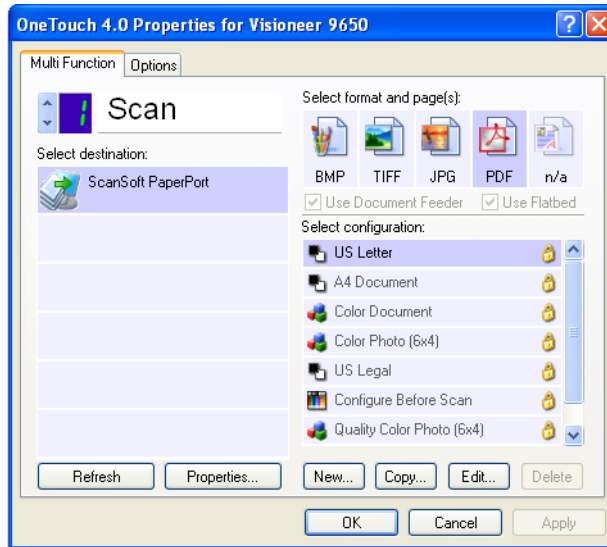 OneTouch 4.0 Properties for Visioneer 9650
Multi Function
Options
1
Scan
Select destination:
ScanSoft PaperPort
Select format and page(s):
BMP
TIFF
JPG
PDF
n/a
Use Document Feeder
Use Flatbed
Select configuration:
US Letter
A4 Document
Color Document
Color Photo (6x4)
US Legal
Configure Before Scan
Quality Color Photo (6x4)
Refresh
Properties...
New...
Copy...
Edit...
Delete
OK
Cancel
Apply